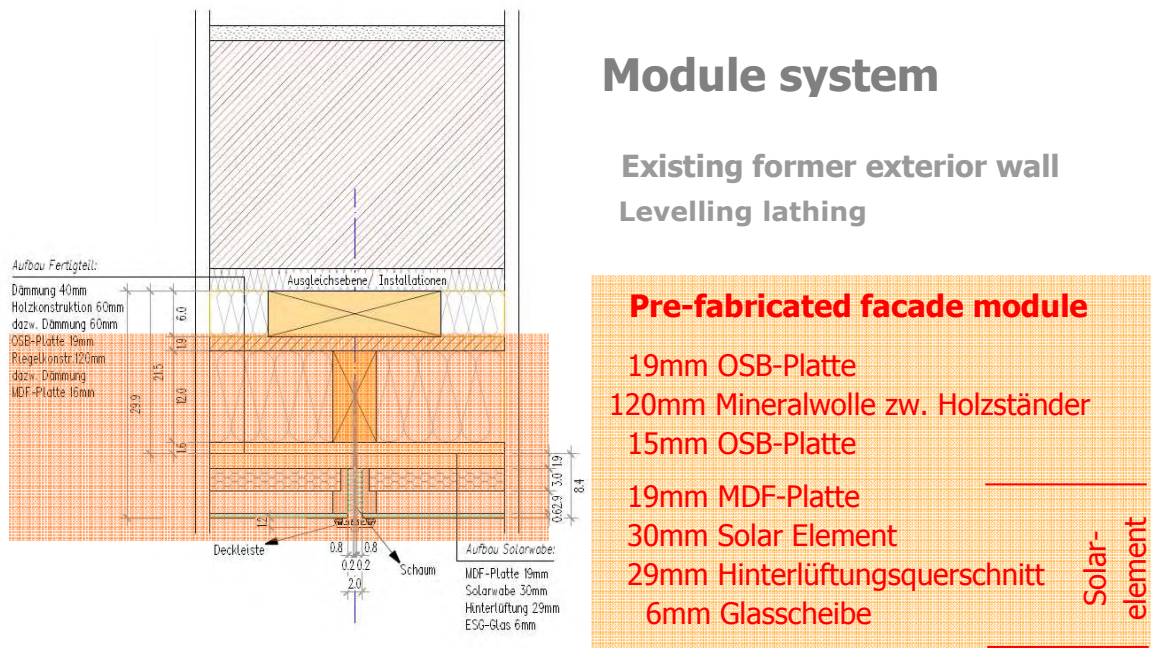 Module system
Existing former exterior wall
Levelling lathing
Ausgleichsebene/ Installationen
Aufbau Fertigteil:
Dämmung 40mm
Holzkonstruktion 60mm
dazw. Dämmung 60mm
OSB-Platte 19mm
Riegelkonstr.120mm
dazw. Dämmung
MDF-Platte 16mm
29.9
21.5
6.0
1.9
12.0
1.6
Pre-fabricated facade module
19mm OSB-Platte
120mm Mineralwolle zw. Holzständer
15mm OSB-Platte
19mm MDF-Platte
30mm Solar Element
29mm Hinterlüftungsquerschnitt
6mm Glasscheibe
Solar-
element
1.9
3.0
2.9
0.6
8.4
1.2
Deckleiste
0.8 0.8
0.2 0.2
2.0
Schaum
Aufbau Solarwabe:
MDF-Platte 19mm
Solarwabe 30mm
Hinterlüftung 29mm
ESG-Glas 6mm